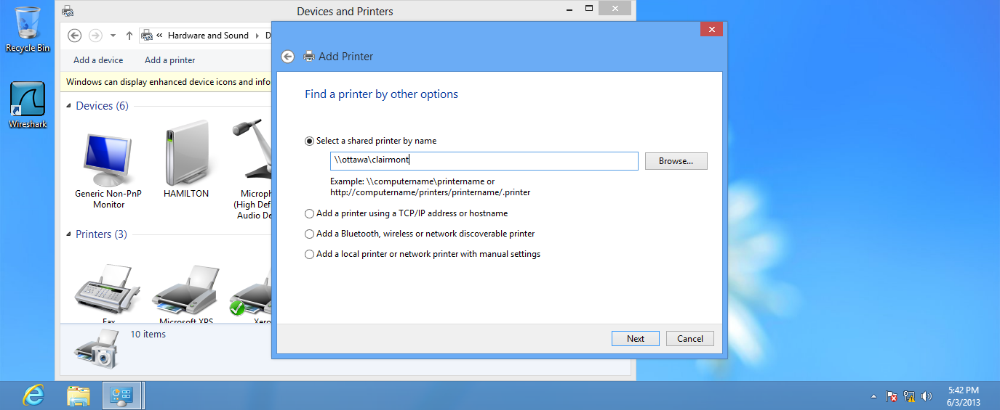 Recycle Bin
Wireshark
Devices and Printers
« Hardware and Sound
Add a device Add a printer
Windows can display enhanced device icons and info
Devices (6)
Generic Non-PnP
Monitor
HAMILTON
Microph
(High Def
Audio De
Printers (3)
Fax
Microsoft XPS
Xero
10 items
Add Printer
Find a printer by other options
Select a shared printer by name
\\ottawa\clairmont
Browse...
Example: \\computername\printername or
http://computername/printers/printername/.printer
Add a printer using a TCP/IP address or hostname
Add a Bluetooth, wireless or network discoverable printer
Add a local printer or network printer with manual settings
Next Cancel
5:42 PM
6/3/2013